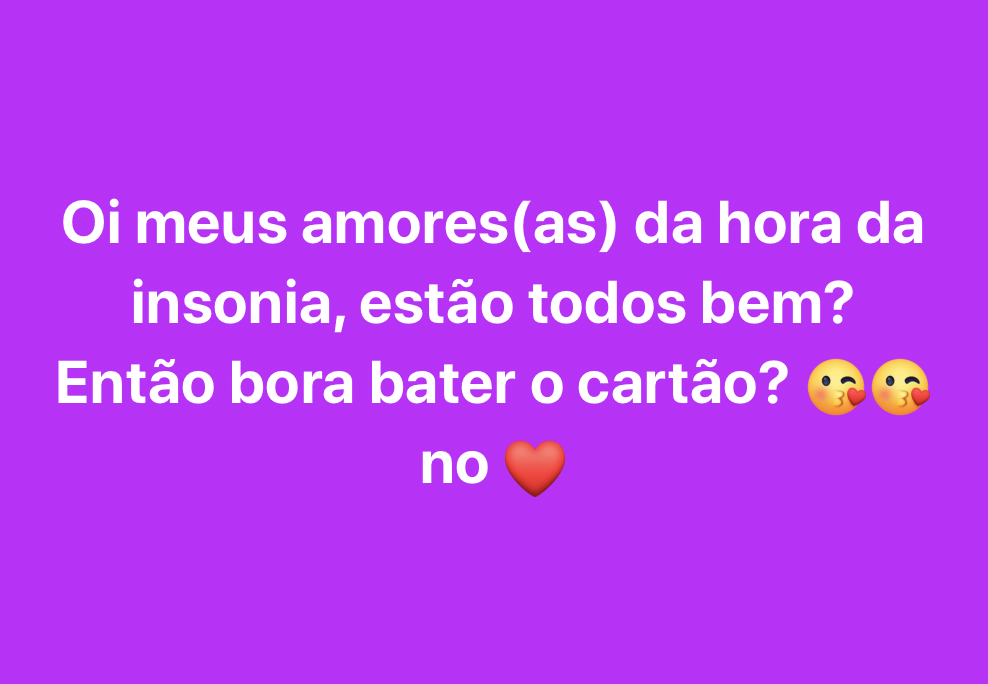 Oi meus amores(as) da hora da
insonia, estão todos bem?
Então bora bater o cartão? 😘😘
no ❤️